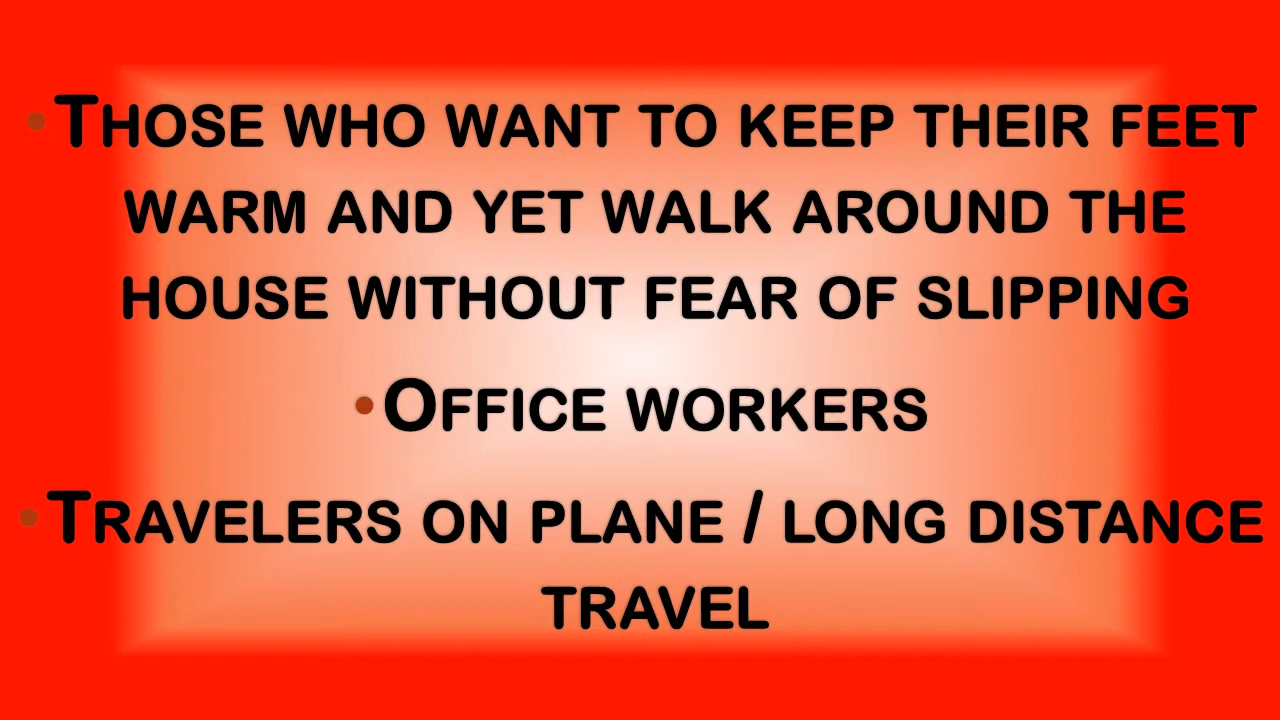 • Those who want to keep their feet
warm and yet walk around the
house without fear of slipping
• Office workers
• Travelers on plane / long distance
travel